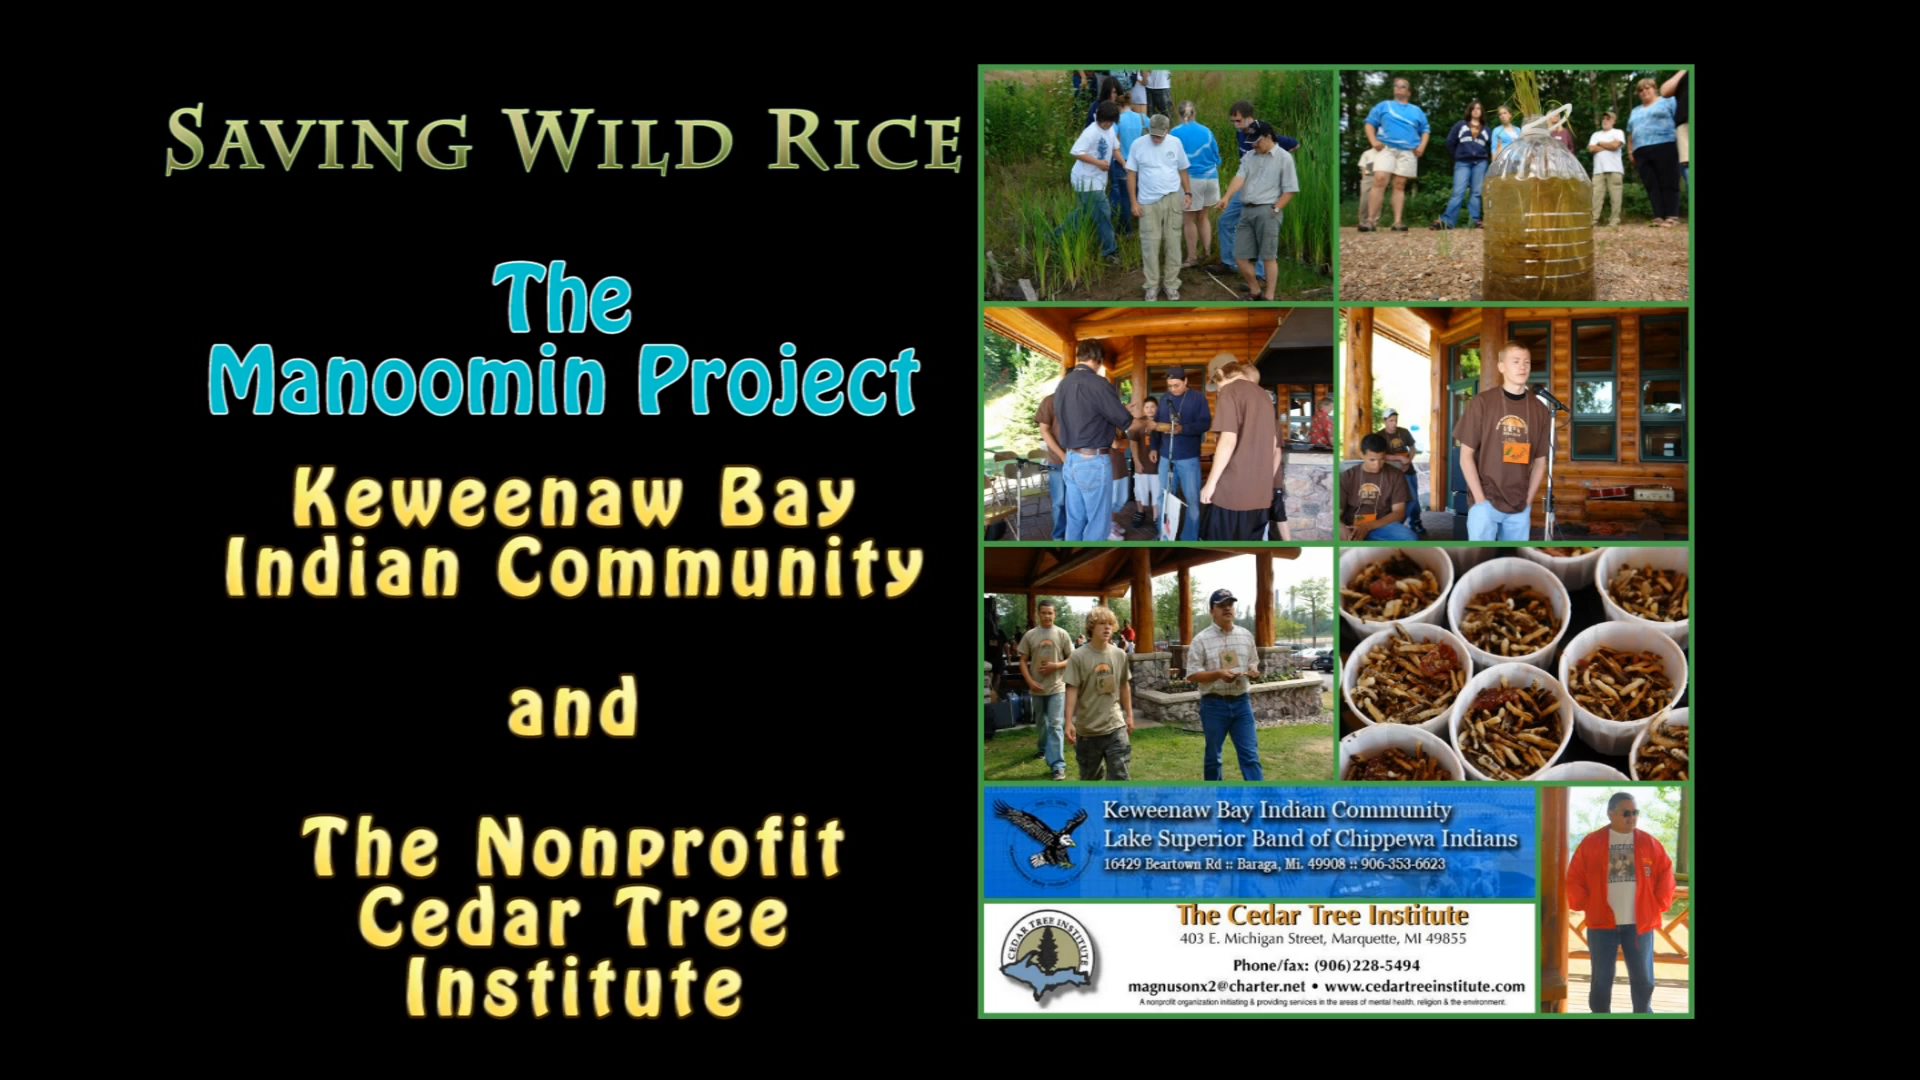 SAVING WILD RICE
The
Manoomin Project
Keweenaw Bay
Indian Community
and
The Nonprofit
Cedar Tree
Institute
Keweenaw Bay Indian Community
Lake Superior Band of Chippewa Indians
16429 Beartown Rd :: Baraga, Mi. 49908 :: 906-353-6623
CEDAR TREE INSTITUTE
The Cedar Tree Institute
403 E. Michigan Street, Marquette, MI 49855
Phone/fax: (906)228-5494
magnusonx2@charter.net • www.cedartreeinstitute.com
A nonprofit organization initiating & providing services in the areas of mental health, religion & the environment.